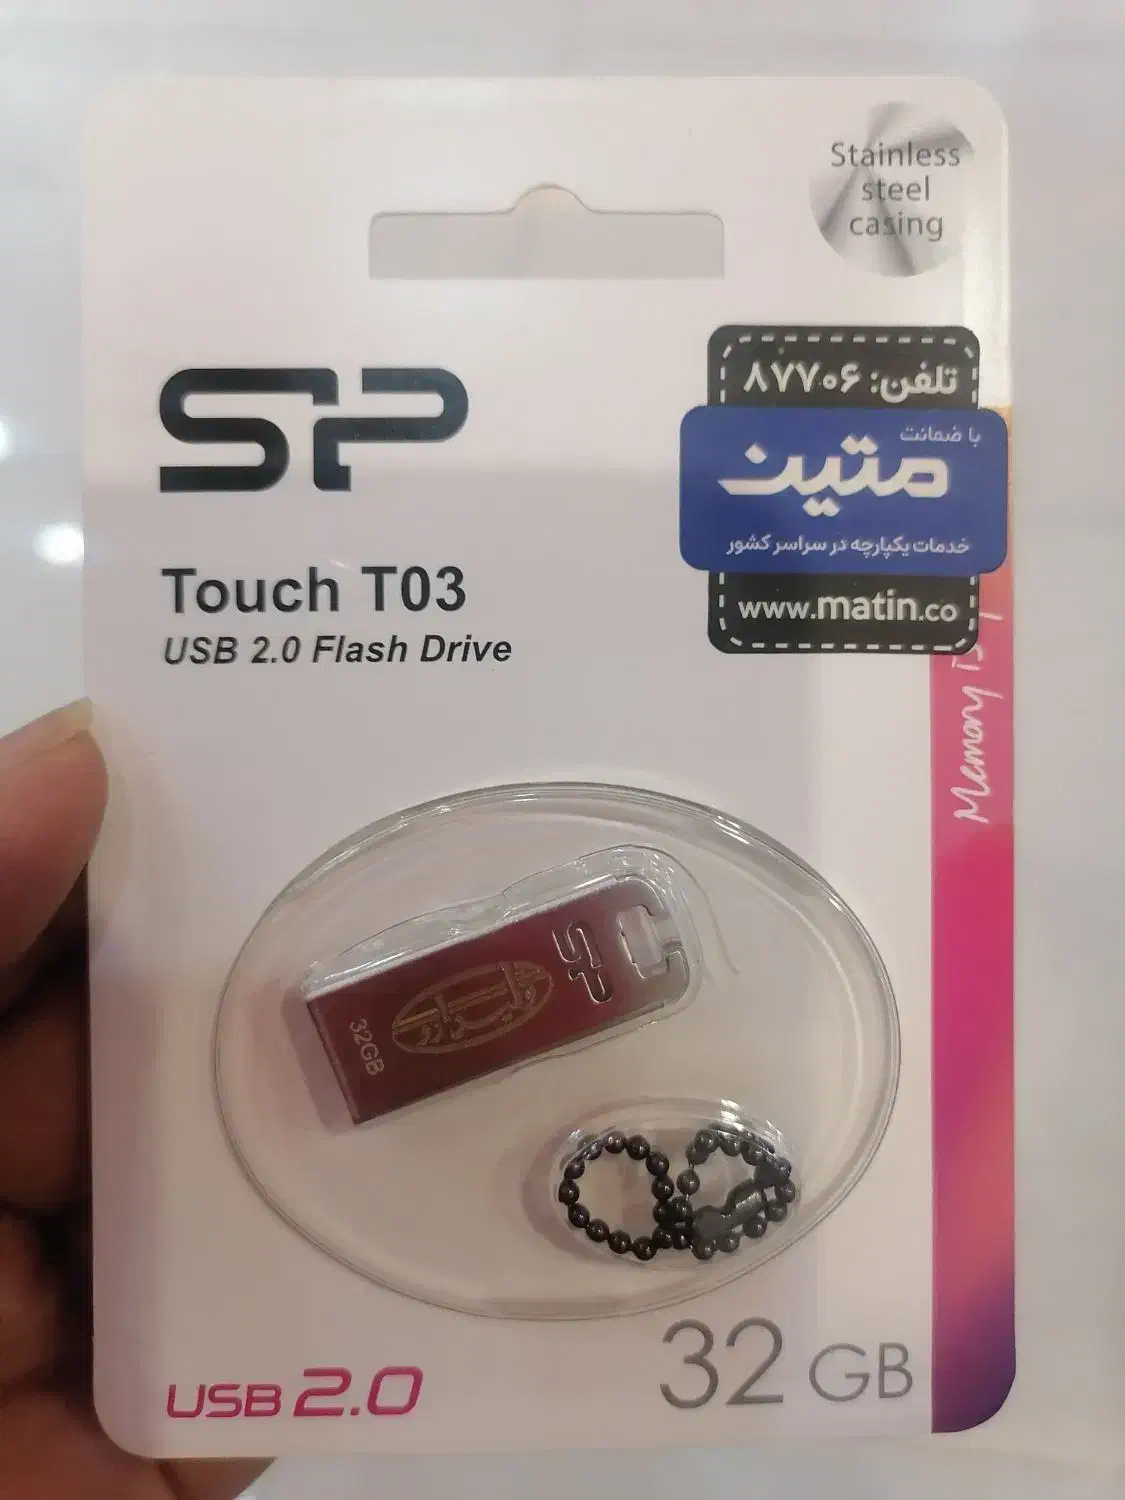 Stainless
steel
casing
SP
تلفن: ۸۷۷۰۶
با ضمانت
متین
خدمات یکپارچه در سراسر کشور
www.matin.co
Touch T03
USB 2.0 Flash Drive
Memory is
SP
32GB
USB 2.0
32 GB